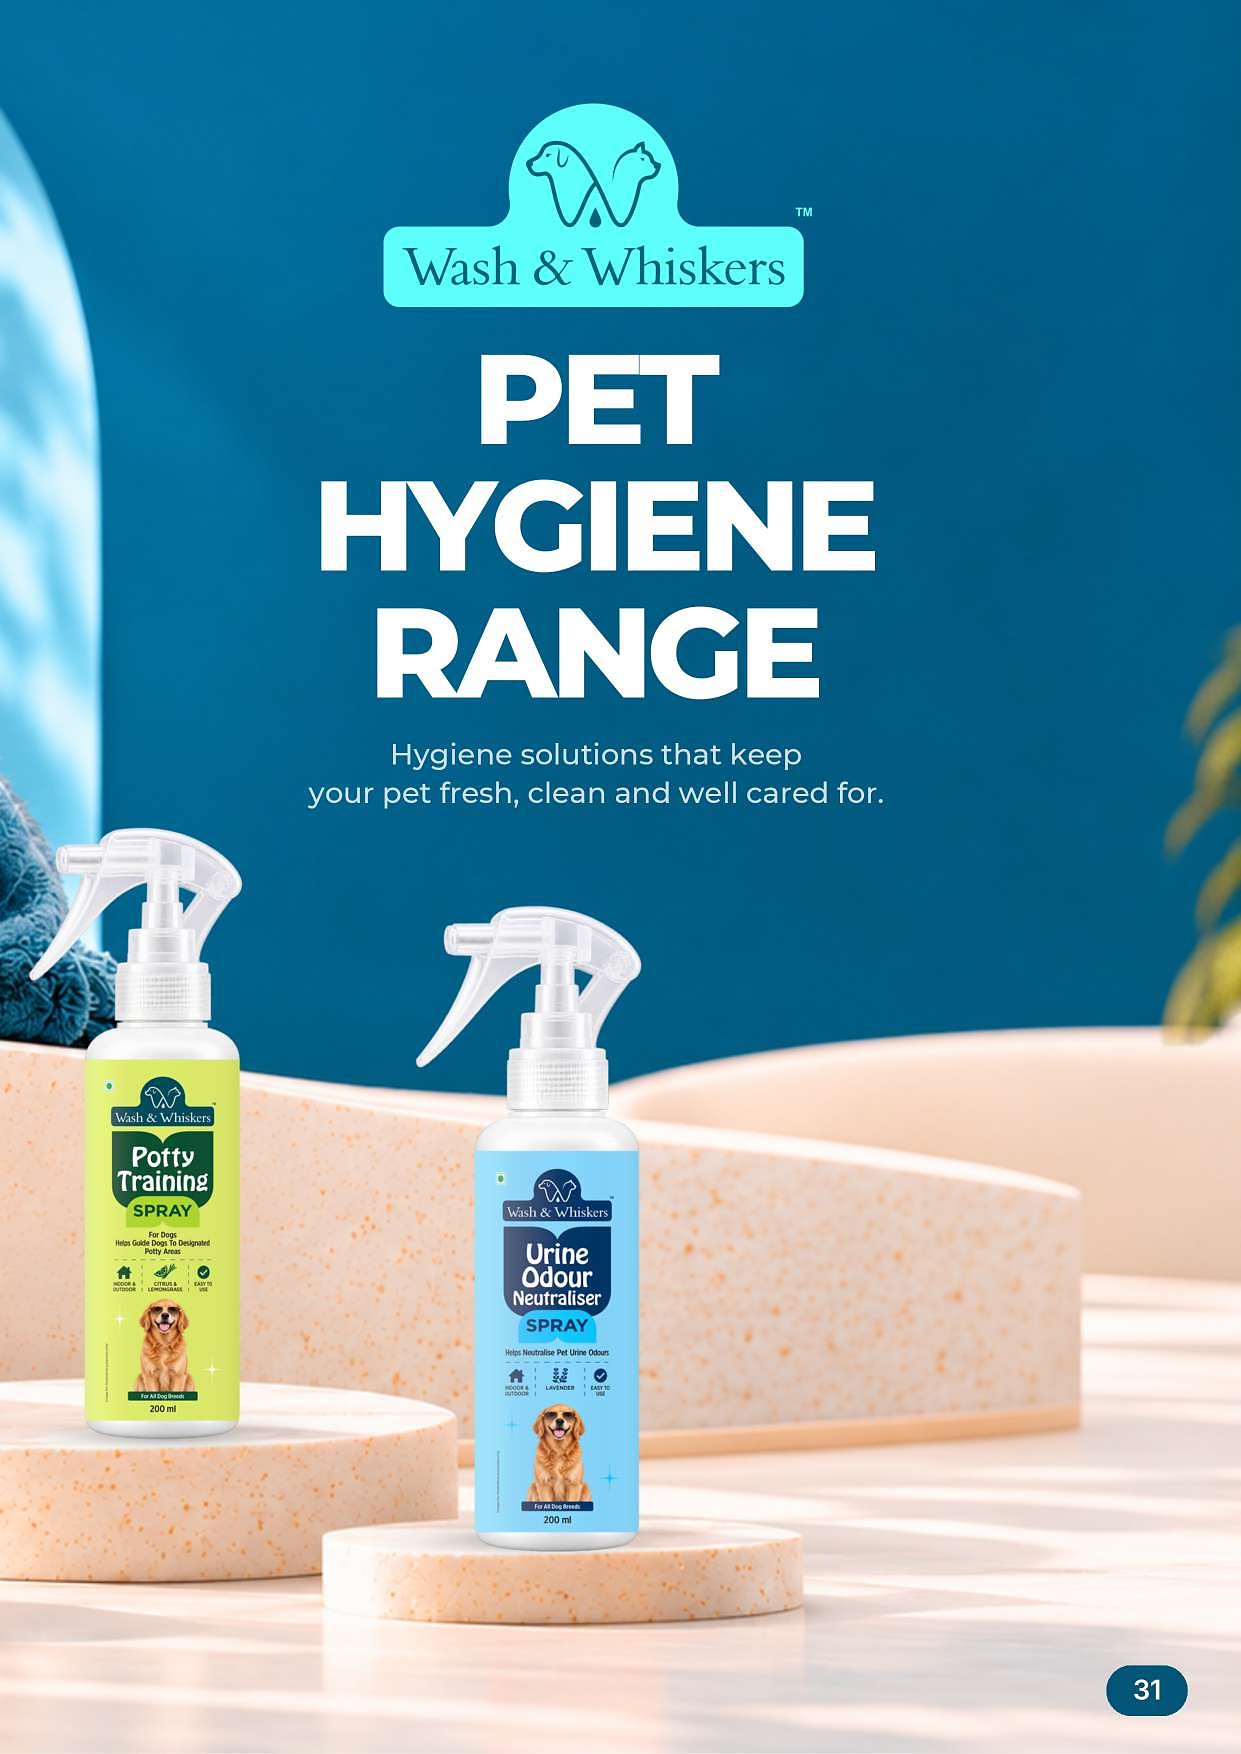 TM
Wash & Whiskers
PET
HYGIENE
RANGE
Hygiene solutions that keep
your pet fresh, clean and well cared for.
Wash & Whiskers
Potty
Training
SPRAY
For Dogs
Helps Guide Dogs To Designated
Potty Areas
INDOOR &
OUTDOOR
CITRUS &
LEMONGRASS
EASY TO
USE
For All Dog Breeds
200 ml
Wash & Whiskers
Urine
Odour
Neutraliser
SPRAY
Helps Neutralise Pet Urine Odours
INDOOR &
OUTDOOR
LAVENDER
EASY TO
USE
For All Dog Breeds
200 ml
31